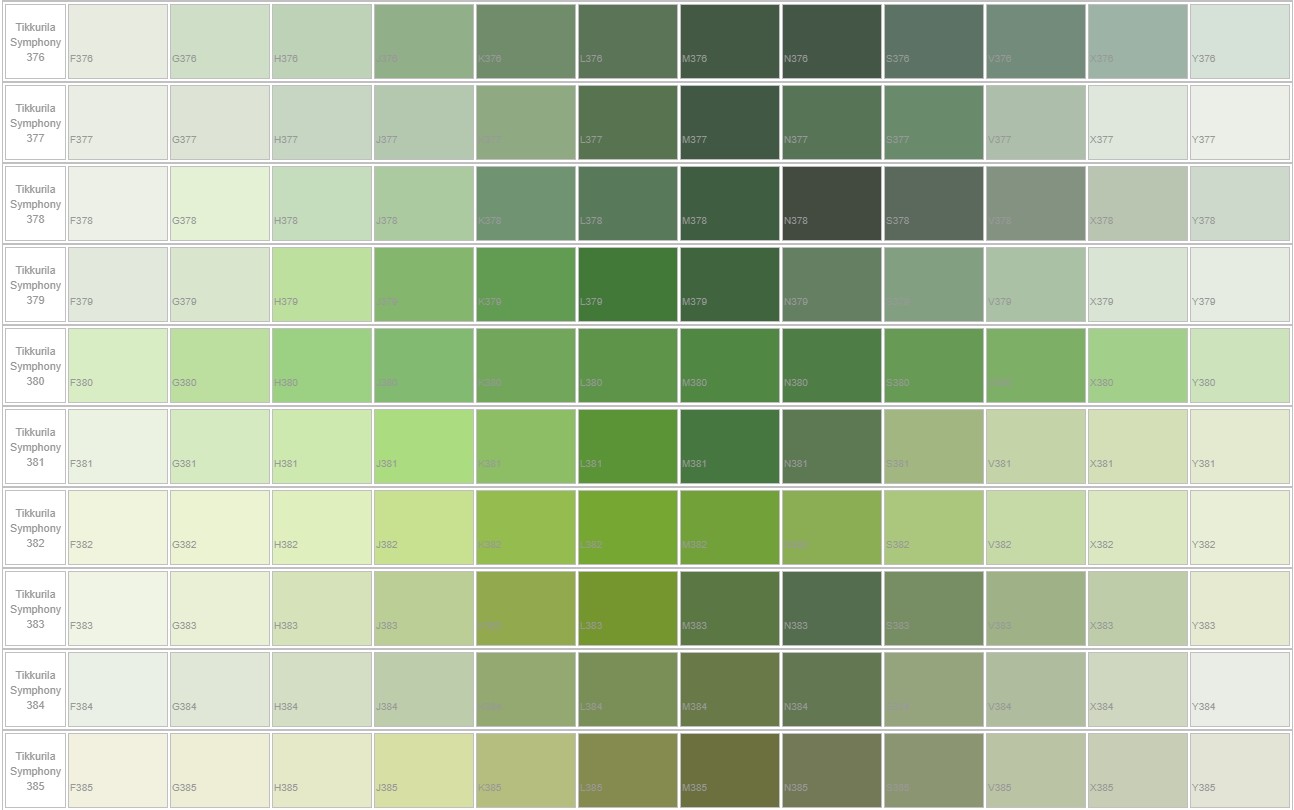 Tikkurila
Symphony
376
F376 G376 H376 J376 K376 L376 M376 N376 S376 V376 X376 Y376
Tikkurila
Symphony
377
F377 G377 H377 J377 L377 M377 N377 S377 V377 X377 Y377
Tikkurila
Symphony
378
F378 G378 H378 J378 K378 L378 M378 N378 S378 V378 X378 Y378
Tikkurila
Symphony
379
F379 G379 H379 J379 K379 L379 M379 N379 V379 X379 Y379
Tikkurila
Symphony
380
F380 G380 H380 J380 K380 L380 M380 N380 S380 X380 Y380
Tikkurila
Symphony
381
F381 G381 H381 J381 K381 L381 M381 N381 S381 V381 X381 Y381
Tikkurila
Symphony
382
F382 G382 H382 J382 K382 L382 M382 S382 V382 X382 Y382
Tikkurila
Symphony
383
F383 G383 H383 J383 L383 M383 N383 S383 V383 X383 Y383
Tikkurila
Symphony
384
F384 G384 H384 J384 L384 M384 N384 V384 X384 Y384
Tikkurila
Symphony
385
F385 G385 H385 J385 K385 L385 M385 N385 S385 V385 X385 Y385